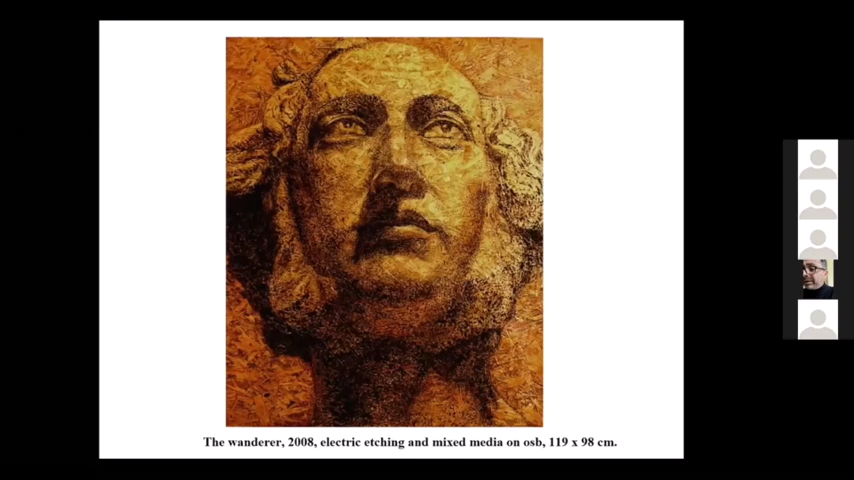 The wanderer, 2008, electric etching and mixed media on osb, 119 x 98 cm.